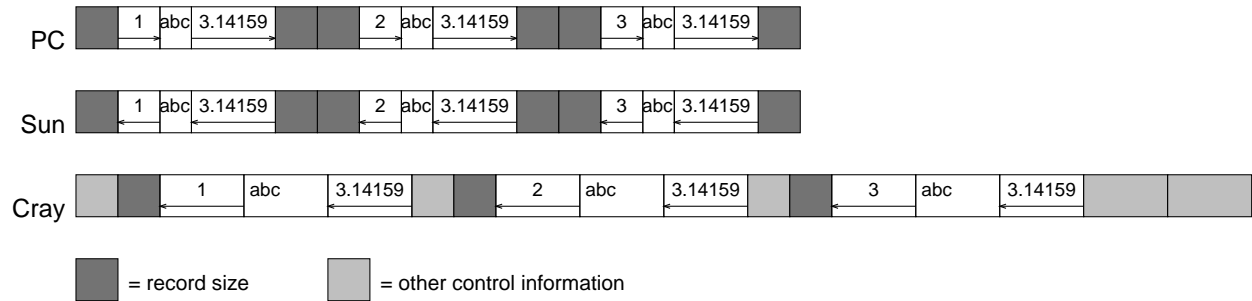 PC 1 abc 3.14159 2 abc 3.14159 3 abc 3.14159
Sun 1 abc 3.14159 2 abc 3.14159 3 abc 3.14159
Cray 1 abc 3.14159 2 abc 3.14159 3 abc 3.14159
= record size = other control information